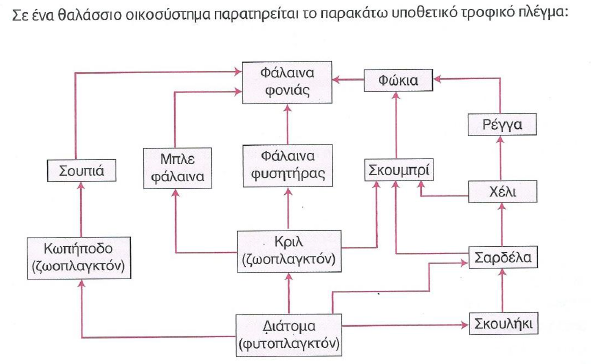 Σε ένα θαλάσσιο οικοσύστημα παρατηρείται το παρακάτω υποθετικό τροφικό πλέγμα:
Φάλαινα
φονιάς
Φώκια
Ρέγγα
Σουπιά
Μπλε
φάλαινα
Φάλαινα
φυσητήρας
Σκουμπρί
Χέλι
Κωπήποδο
(ζωοπλαγκτόν)
Κριλ
(ζωοπλαγκτόν)
Σαρδέλα
Διάτομα
(φυτοπλαγκτόν)
Σκουλήκι